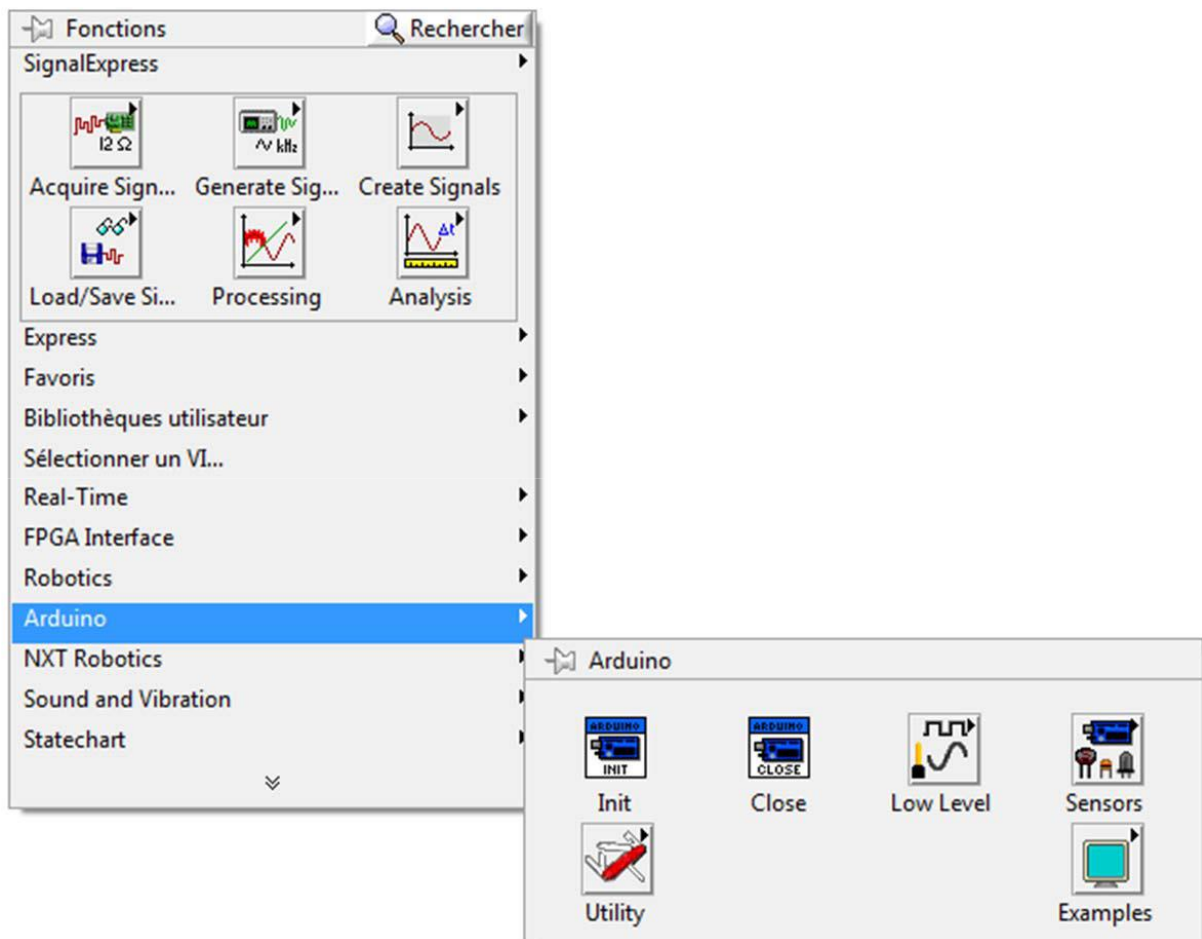 Fonctions Rechercher
SignalExpress
12 Ω kHz
Acquire Sign... Generate Sig... Create Signals
Δt
Load/Save Si... Processing Analysis
Express
Favoris
Bibliothèques utilisateur
Sélectionner un VI...
Real-Time
FPGA Interface
Robotics
Arduino
NXT Robotics
Sound and Vibration
Statechart
Arduino
ARDUINO ARDUINO
INIT CLOSE
Init Close Low Level Sensors
Utility Examples